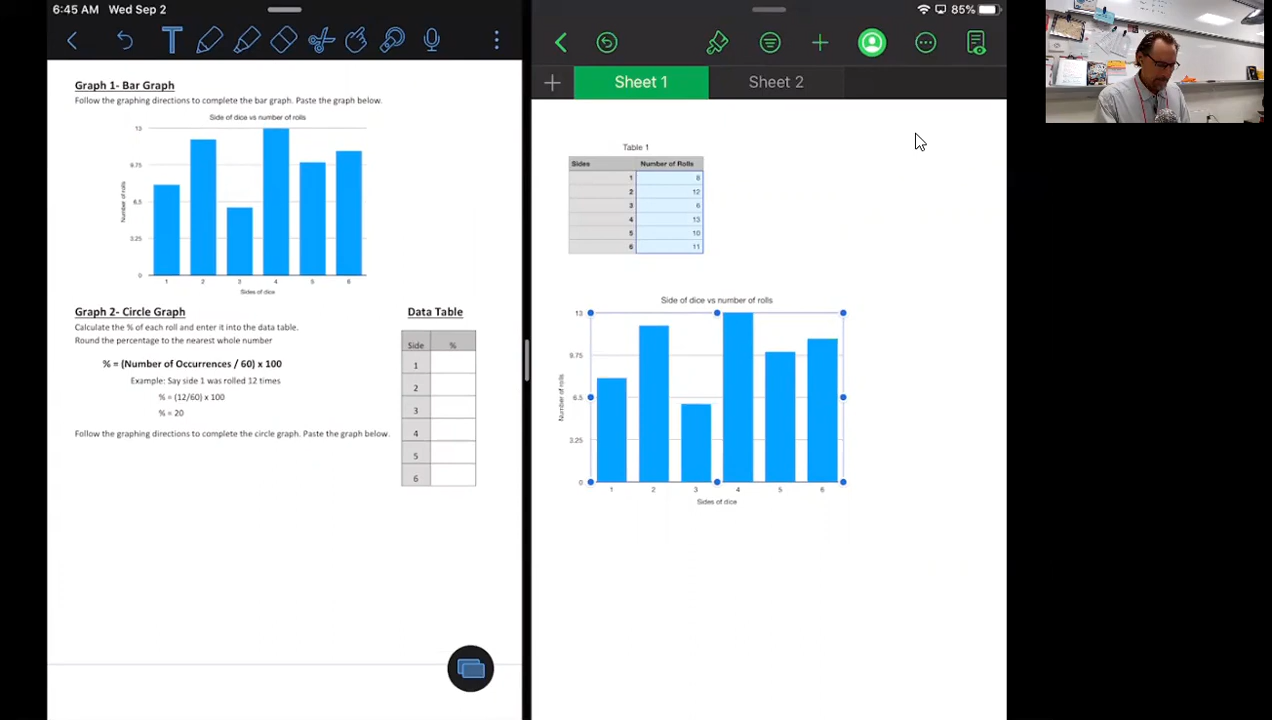 6:45 AM Wed Sep 2
85%
T
Sheet 1
Sheet 2
Graph 1- Bar Graph
Follow the graphing directions to complete the bar graph. Paste the graph below.
Side of dice vs number of rolls
13
9.75
6.5
3.25
0
Number of rolls
1 2 3 4 5 6
Sides of dice
Graph 2- Circle Graph
Calculate the % of each roll and enter it into the data table.
Round the percentage to the nearest whole number
% = (Number of Occurrences / 60) x 100
Example: Say side 1 was rolled 12 times
% = (12/60) x 100
% = 20
Follow the graphing directions to complete the circle graph. Paste the graph below.
Data Table
Side %
1
2
3
4
5
6
Table 1
Sides Number of Rolls
1 8
2 12
3 6
4 13
5 10
6 11
Side of dice vs number of rolls
13
9.75
6.5
3.25
0
Number of rolls
1 2 3 4 5 6
Sides of dice